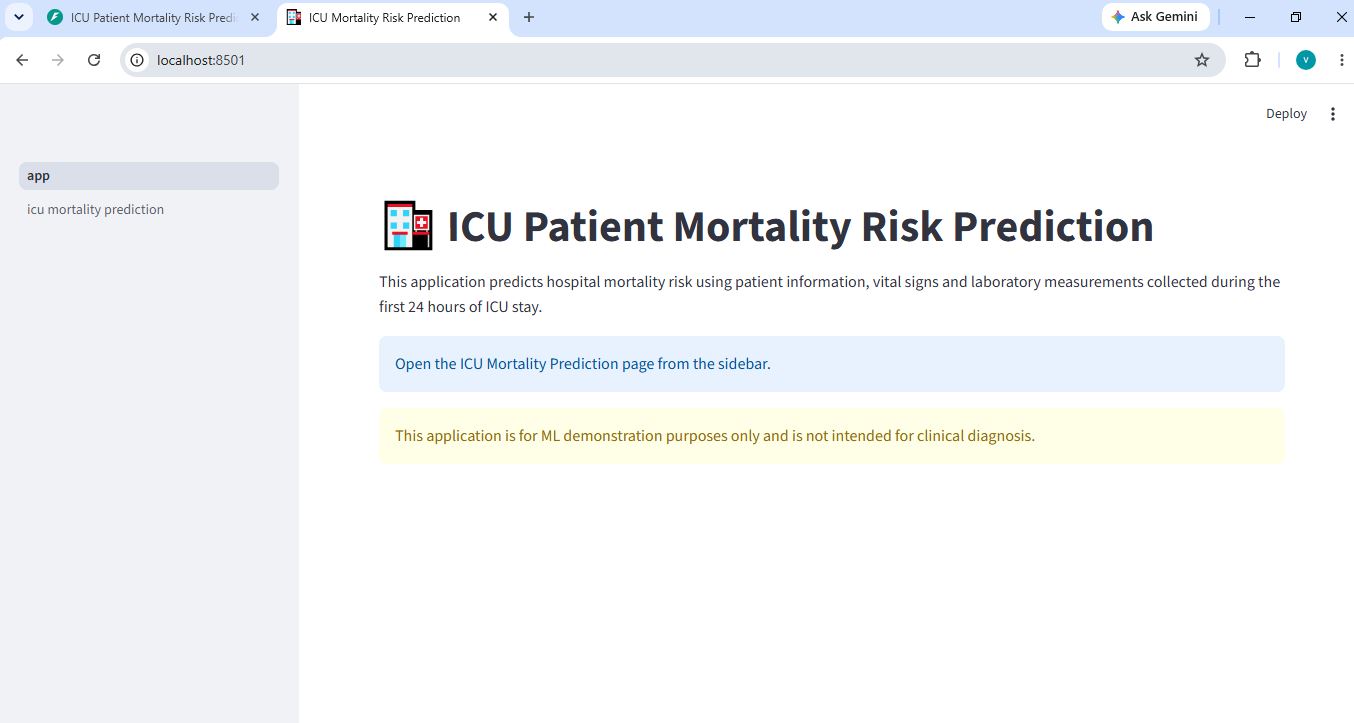 ICU Patient Mortality Risk Predi
ICU Mortality Risk Prediction
Ask Gemini
localhost:8501
V
Deploy
app
icu mortality prediction
ICU Patient Mortality Risk Prediction
This application predicts hospital mortality risk using patient information, vital signs and laboratory measurements collected during the
first 24 hours of ICU stay.
Open the ICU Mortality Prediction page from the sidebar.
This application is for ML demonstration purposes only and is not intended for clinical diagnosis.